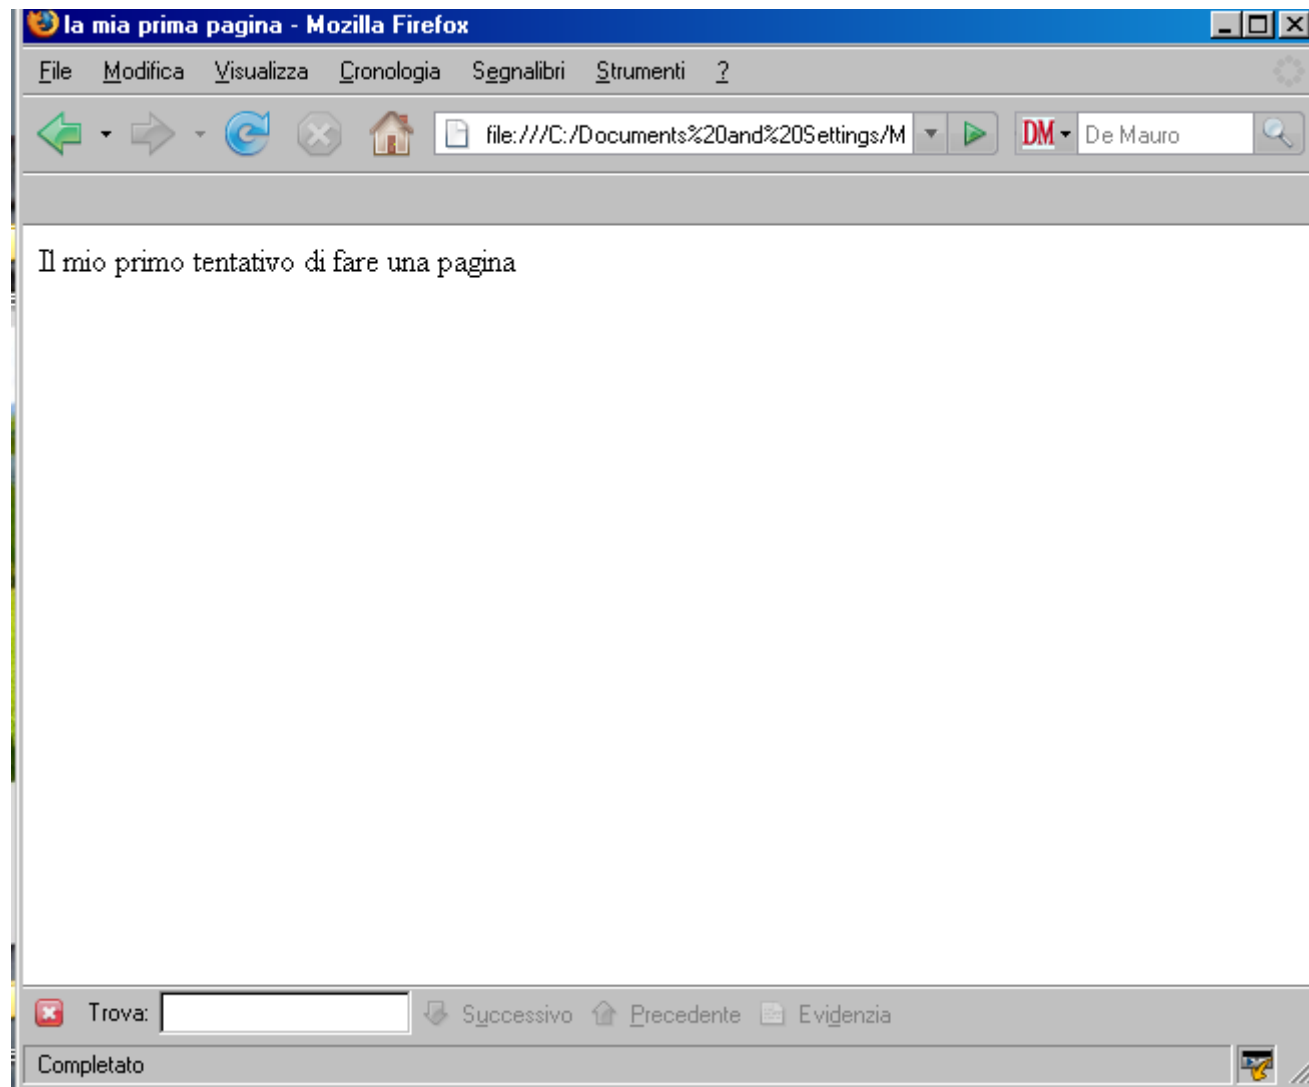 la mia prima pagina - Mozilla Firefox
File Modifica Visualizza Cronologia Segnalibri Strumenti ?
file:///C:/Documents%20and%20Settings/M DM De Mauro
Il mio primo tentativo di fare una pagina
Trova: Successivo Precedente Evidenzia
Completato